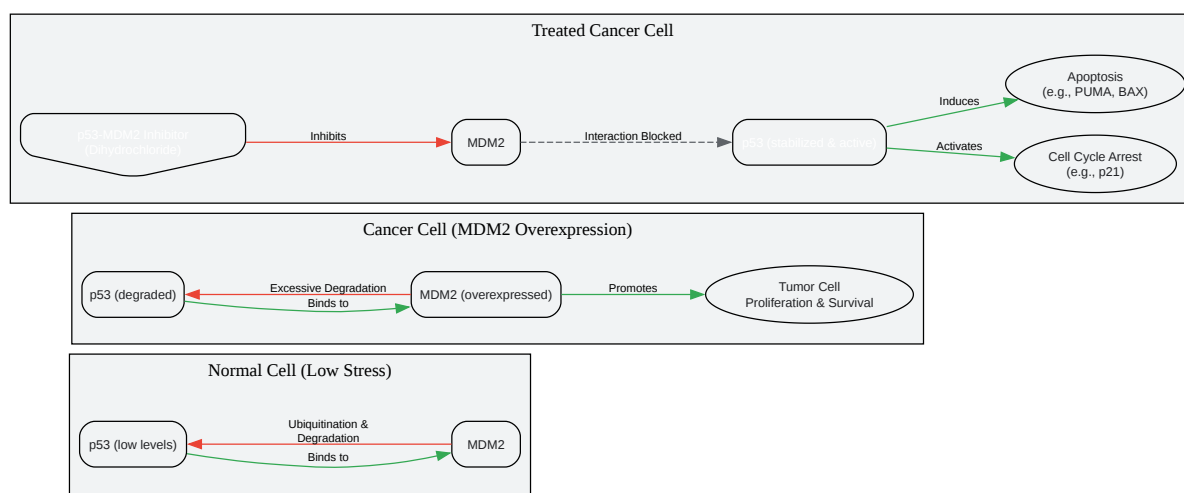 Treated Cancer Cell
p53-MDM2 Inhibitor
(Dihydrochloride)
Inhibits
MDM2
Interaction Blocked
p53 (stabilized & active)
Induces
Activates
Apoptosis
(e.g., PUMA, BAX)
Cell Cycle Arrest
(e.g., p21)
Cancer Cell (MDM2 Overexpression)
p53 (degraded)
Excessive Degradation
Binds to
MDM2 (overexpressed)
Promotes
Tumor Cell
Proliferation & Survival
Normal Cell (Low Stress)
p53 (low levels)
Ubiquitination &
Degradation
Binds to
MDM2